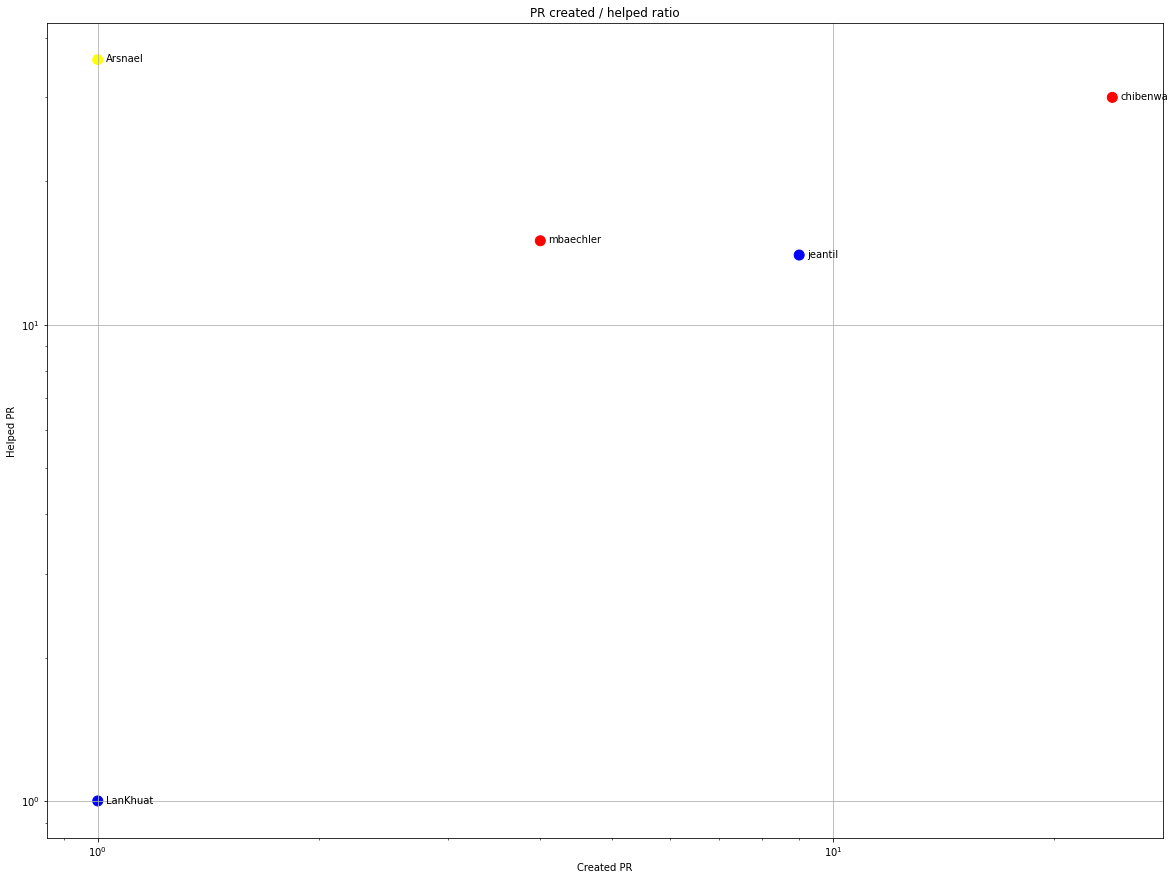 PR created / helped ratio
Arsnael
chibenwa
mbaechler
jeantil
10¹
Helped PR
10⁰
LanKhuat
10⁰
10¹
Created PR